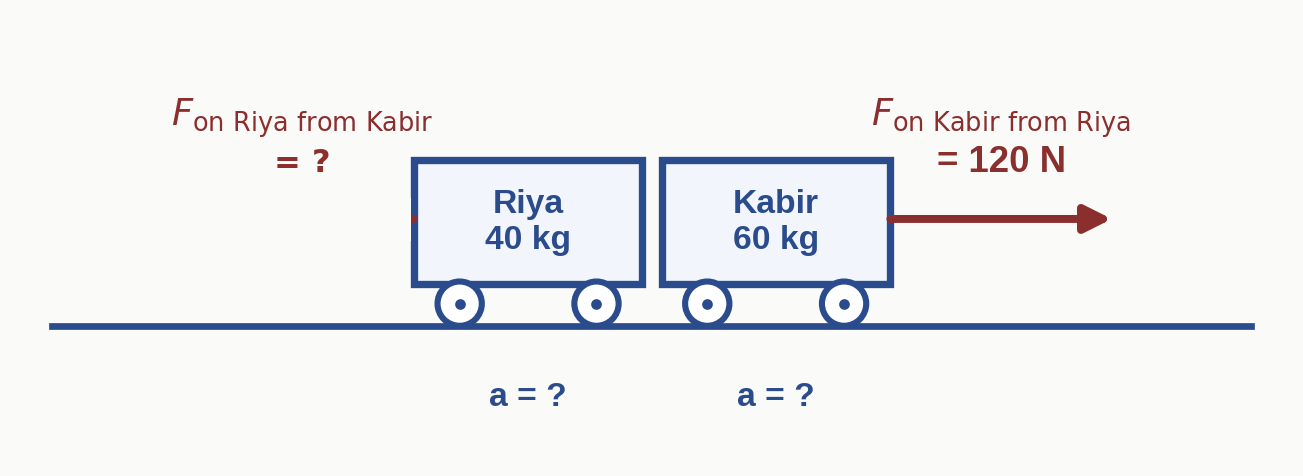 F on Riya from Kabir
= ?
F on Kabir from Riya
= 120 N
Riya
40 kg
Kabir
60 kg
a = ?
a = ?